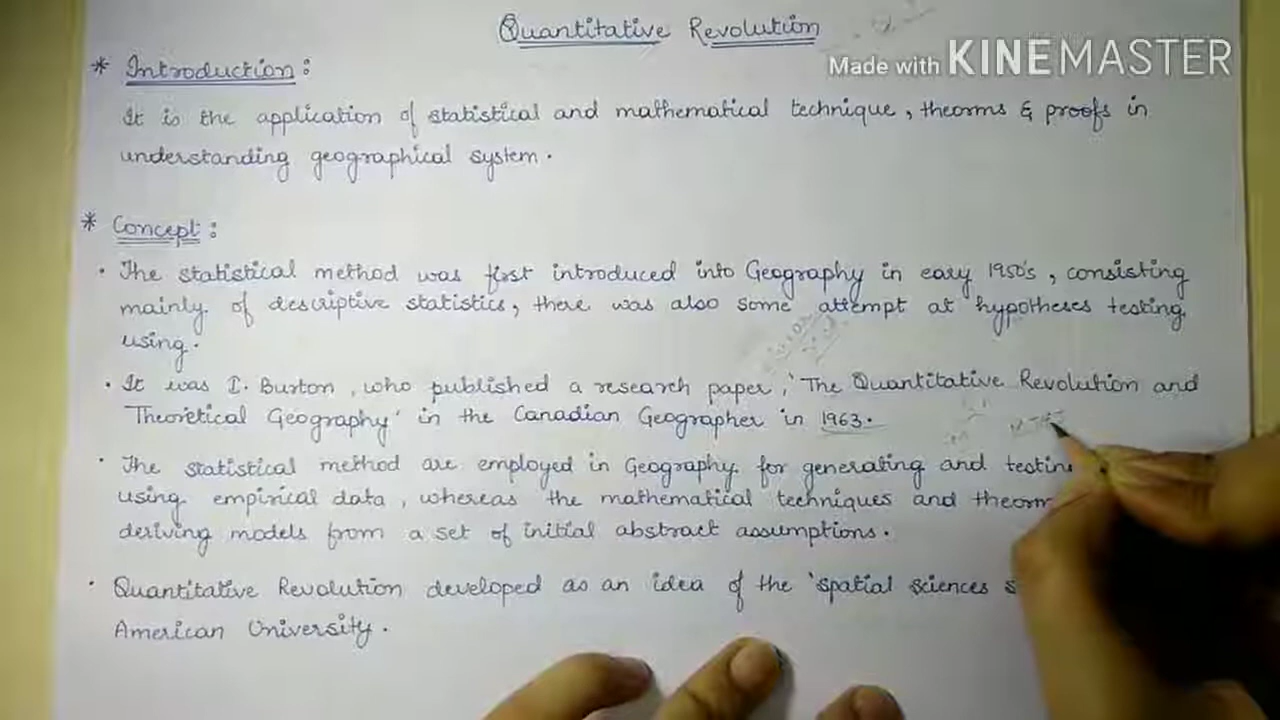 Quantitative Revolution
Made with KINEMASTER
* Introduction:
It is the application of statistical and mathematical technique, theorms & proofs in
understanding geographical system.
* Concept:
• The statistical method was first introduced into Geography in eary 1950's, consisting
mainly of descriptive statistics, there was also some attempt at hypotheses testing
using.
• It was I. Burton, who published a research paper, 'The Quantitative Revolution and
Theoretical Geography' in the Canadian Geographer in 1963.
• The statistical method are employed in Geography for generating and
using empirical data, whereas the mathematical techniques and
deriving models from a set of initial abstract assumptions.
• Quantitative Revolution developed as an idea of the 'spatial sciences
American University.